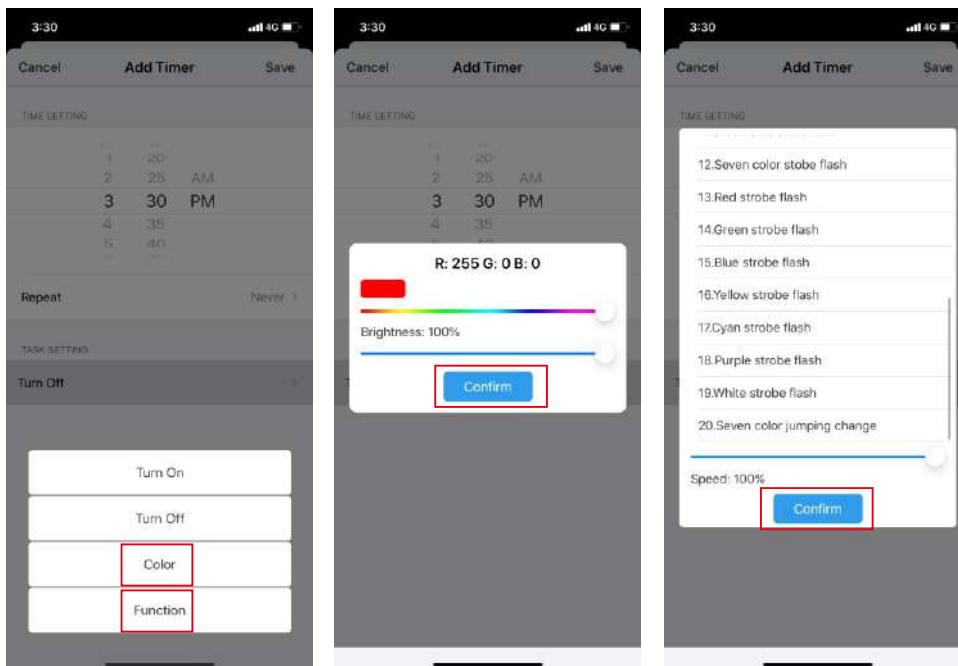 3:30
4G
Cancel
Add Timer
Save
TIME SETTING
1 20
2 25 AM
3 30 PM
4 35
5 40
Repeat
Never
TASK SETTING
Turn Off
Turn On
Turn Off
Color
Function
3:30
4G
Cancel
Add Timer
Save
TIME SETTING
1 20
2 25 AM
3 30 PM
4 35
R: 255 G: 0 B: 0
Brightness: 100%
Confirm
3:30
4G
Cancel
Add Timer
Save
TIME SETTING
12.Seven color stobe flash
13.Red strobe flash
14.Green strobe flash
15.Blue strobe flash
16.Yellow strobe flash
17.Cyan strobe flash
18.Purple strobe flash
19.White strobe flash
20.Seven color jumping change
Speed: 100%
Confirm